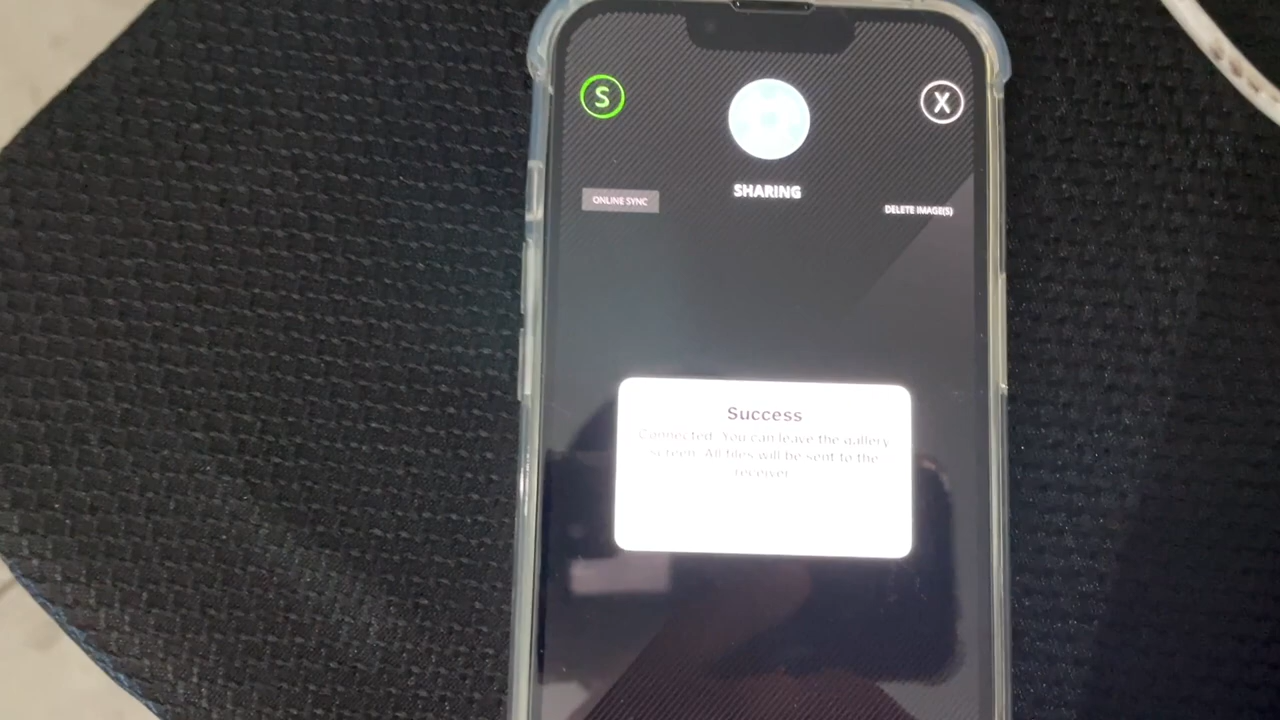 S
X
SHARING
ONLINE SYNC
DELETE IMAGE(S)
Success
Connected. You can leave the gallery
screen. All files will be sent to the
receiver